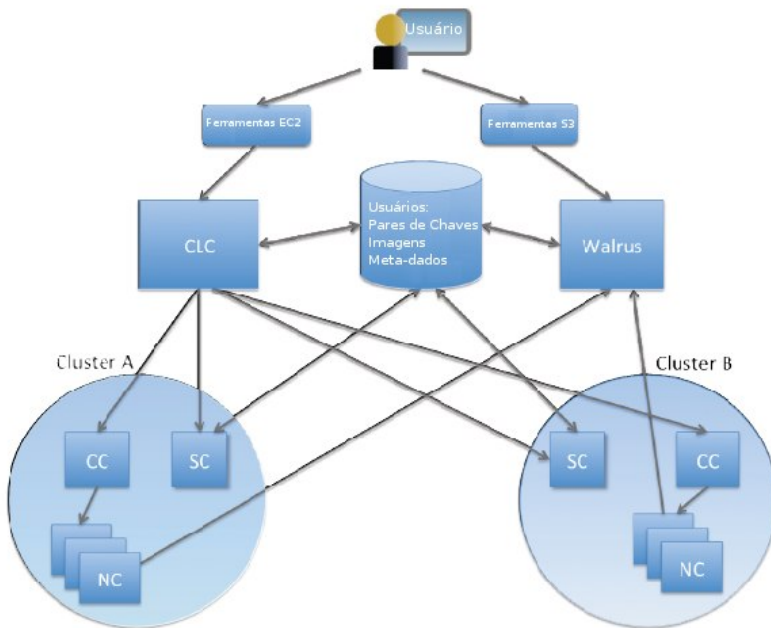 Usuário
Ferramentas EC2
Ferramentas S3
CLC
Usuários:
Pares de Chaves
Imagens
Meta-dados
Walrus
Cluster A
Cluster B
CC
SC
SC
CC
NC
NC